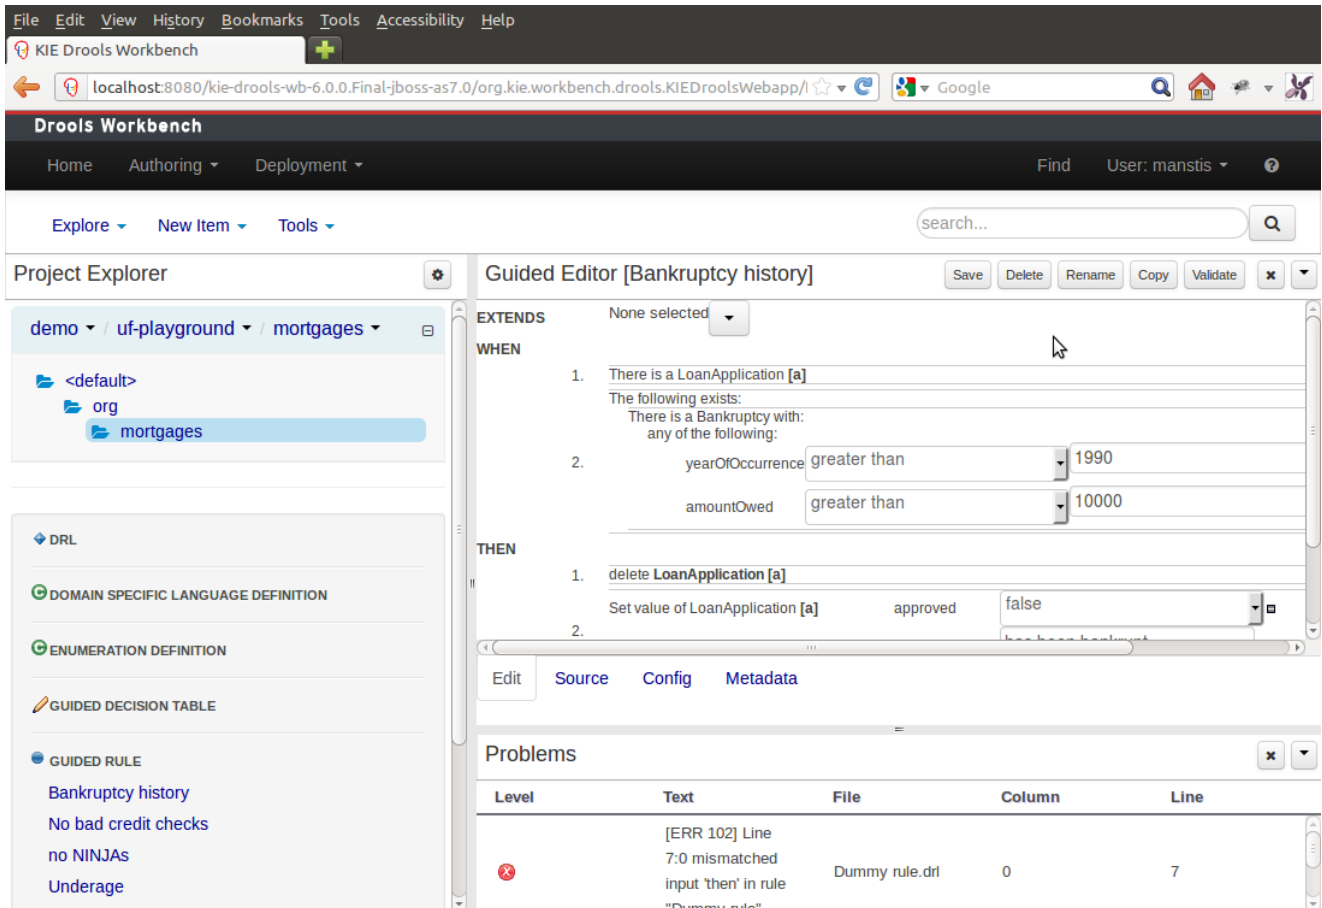 File Edit View History Bookmarks Tools Accessibility Help
KIE Drools Workbench
localhost:8080/kie-drools-wb-6.0.0.Final-jboss-as7.0/org.kie.workbench.drools.KIEDroolsWebapp/ Google
Drools Workbench
Home Authoring Deployment Find User: manstis
Explore New Item Tools search...
Project Explorer
demo / uf-playground / mortgages
<default>
org
mortgages
DRL
DOMAIN SPECIFIC LANGUAGE DEFINITION
ENUMERATION DEFINITION
GUIDED DECISION TABLE
GUIDED RULE
Bankruptcy history
No bad credit checks
no NINJAs
Underage
Guided Editor [Bankruptcy history] Save Delete Rename Copy Validate
EXTENDS None selected
WHEN
1. There is a LoanApplication [a]
The following exists:
There is a Bankruptcy with:
any of the following:
2. yearOfOccurrence greater than 1990
amountOwed greater than 10000
THEN
1. delete LoanApplication [a]
Set value of LoanApplication [a] approved false
2. has been bankrupt
Edit Source Config Metadata
Problems
Level Text File Column Line
[ERR 102] Line
7:0 mismatched
input 'then' in rule
"Dummy rule"
Dummy rule.drl 0 7